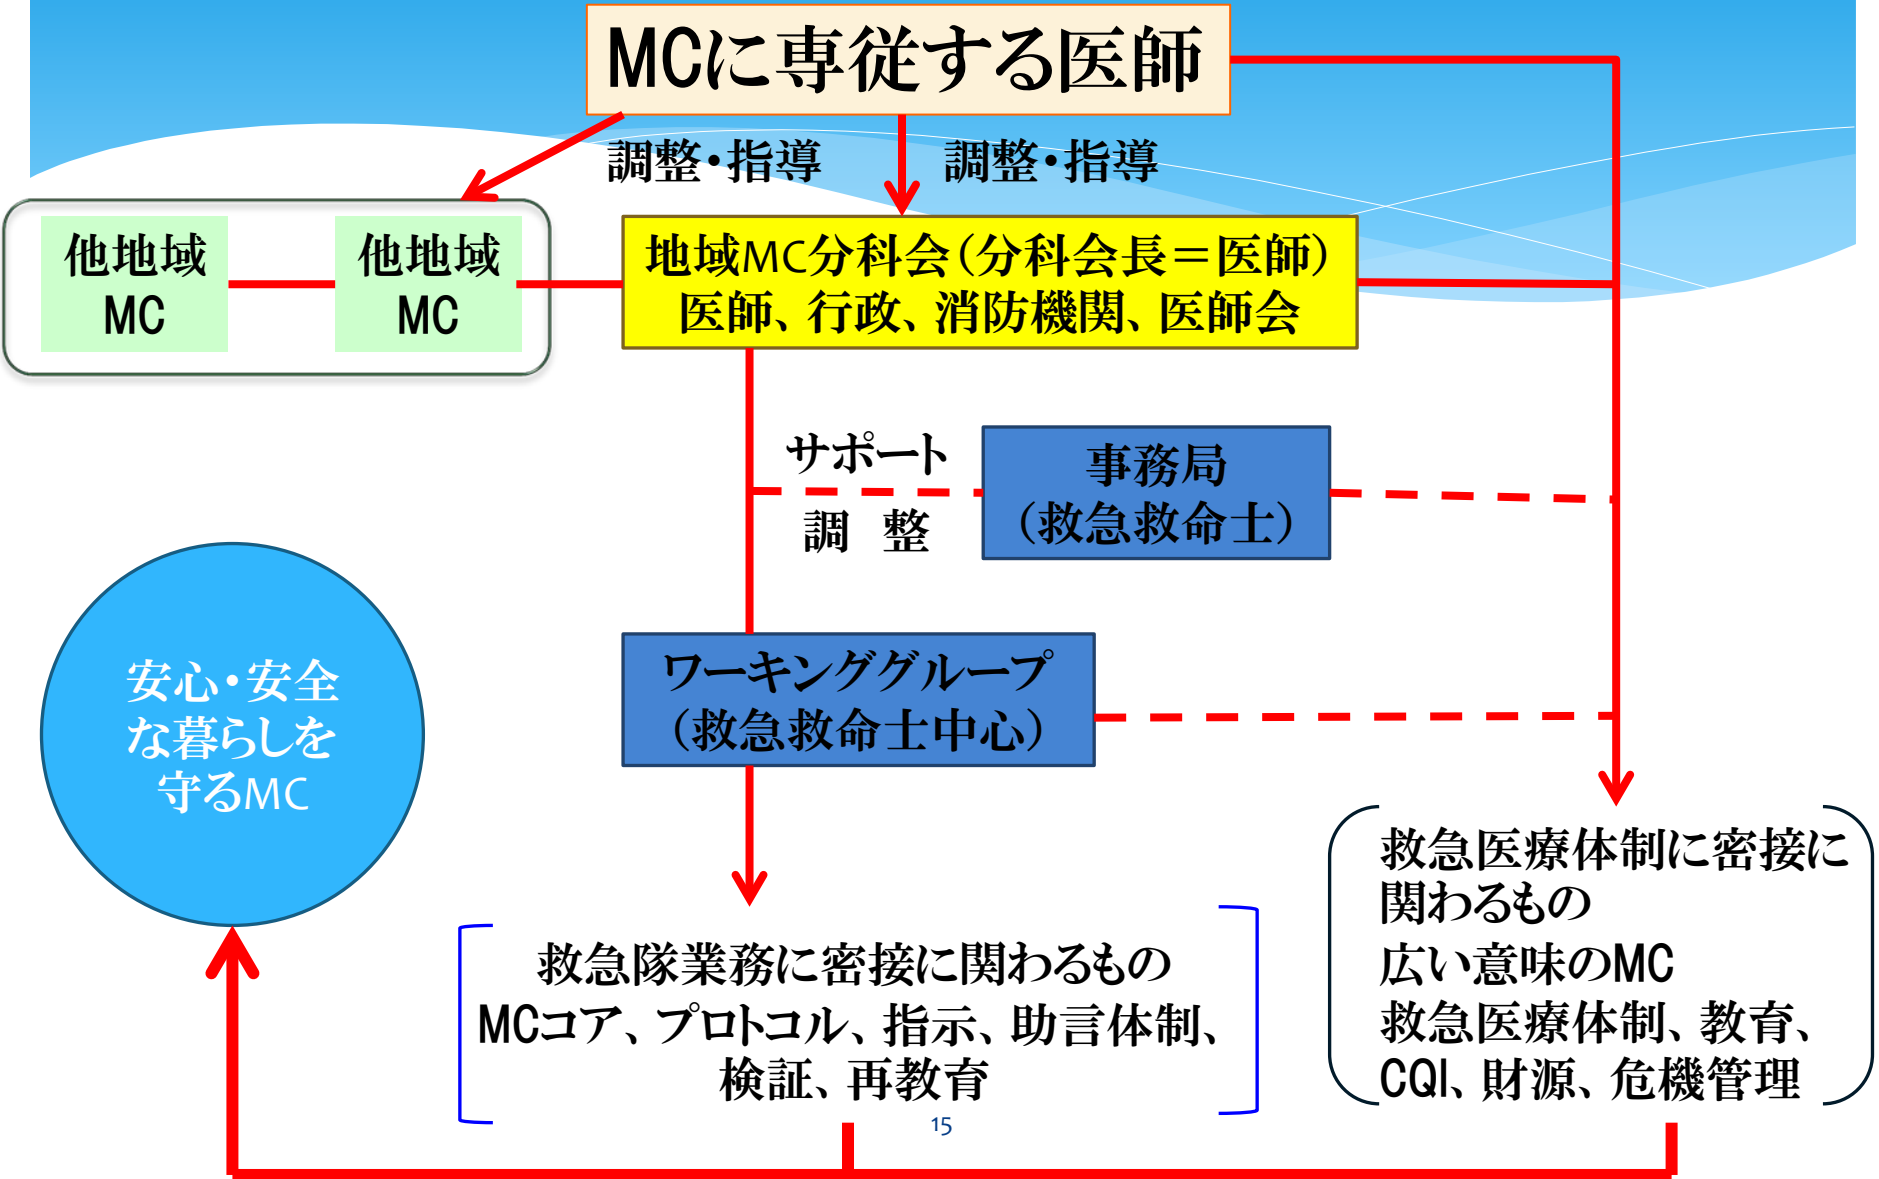 MCに専従する医師
調整・指導
調整・指導
他地域
MC
他地域
MC
地域MC分科会(分科会長＝医師)
医師、行政、消防機関、医師会
サポート
調 整
事務局
(救急救命士)
ワーキンググループ
(救急救命士中心)
安心・安全
な暮らしを
守るMC
救急隊業務に密接に関わるもの
MCコア、プロトコル、指示、助言体制、
検証、再教育
救急医療体制に密接に
関わるもの
広い意味のMC
救急医療体制、教育、
CQI、財源、危機管理
15